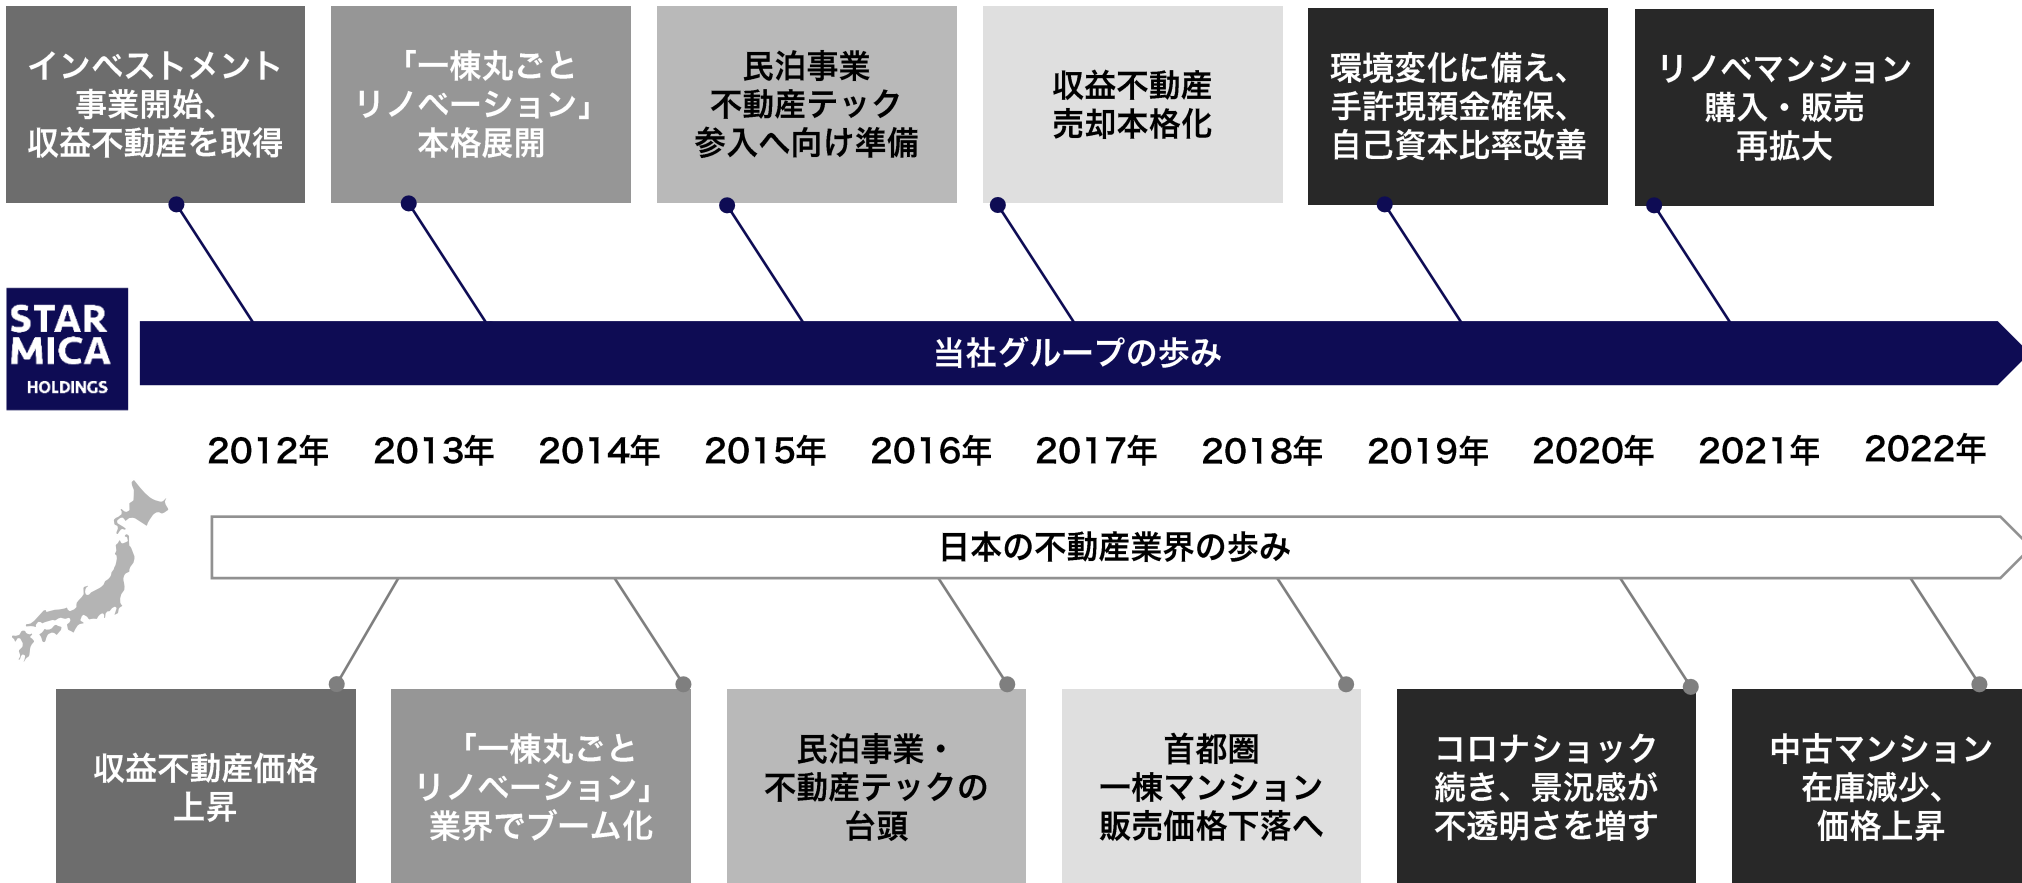 インベストメント
事業開始、
収益不動産を取得
「一棟丸ごと
リノベーション」
本格展開
民泊事業
不動産テック
参入へ向け準備
収益不動産
売却本格化
環境変化に備え、
手許現預金確保、
自己資本比率改善
リノベマンション
購入・販売
再拡大
STAR
MICA
HOLDINGS
当社グループの歩み
2012年 2013年 2014年 2015年 2016年 2017年 2018年 2019年 2020年 2021年 2022年
日本の不動産業界の歩み
収益不動産価格
上昇
「一棟丸ごと
リノベーション」
業界でブーム化
民泊事業・
不動産テックの
台頭
首都圏
一棟マンション
販売価格下落へ
コロナショック
続き、景況感が
不透明さを増す
中古マンション
在庫減少、
価格上昇